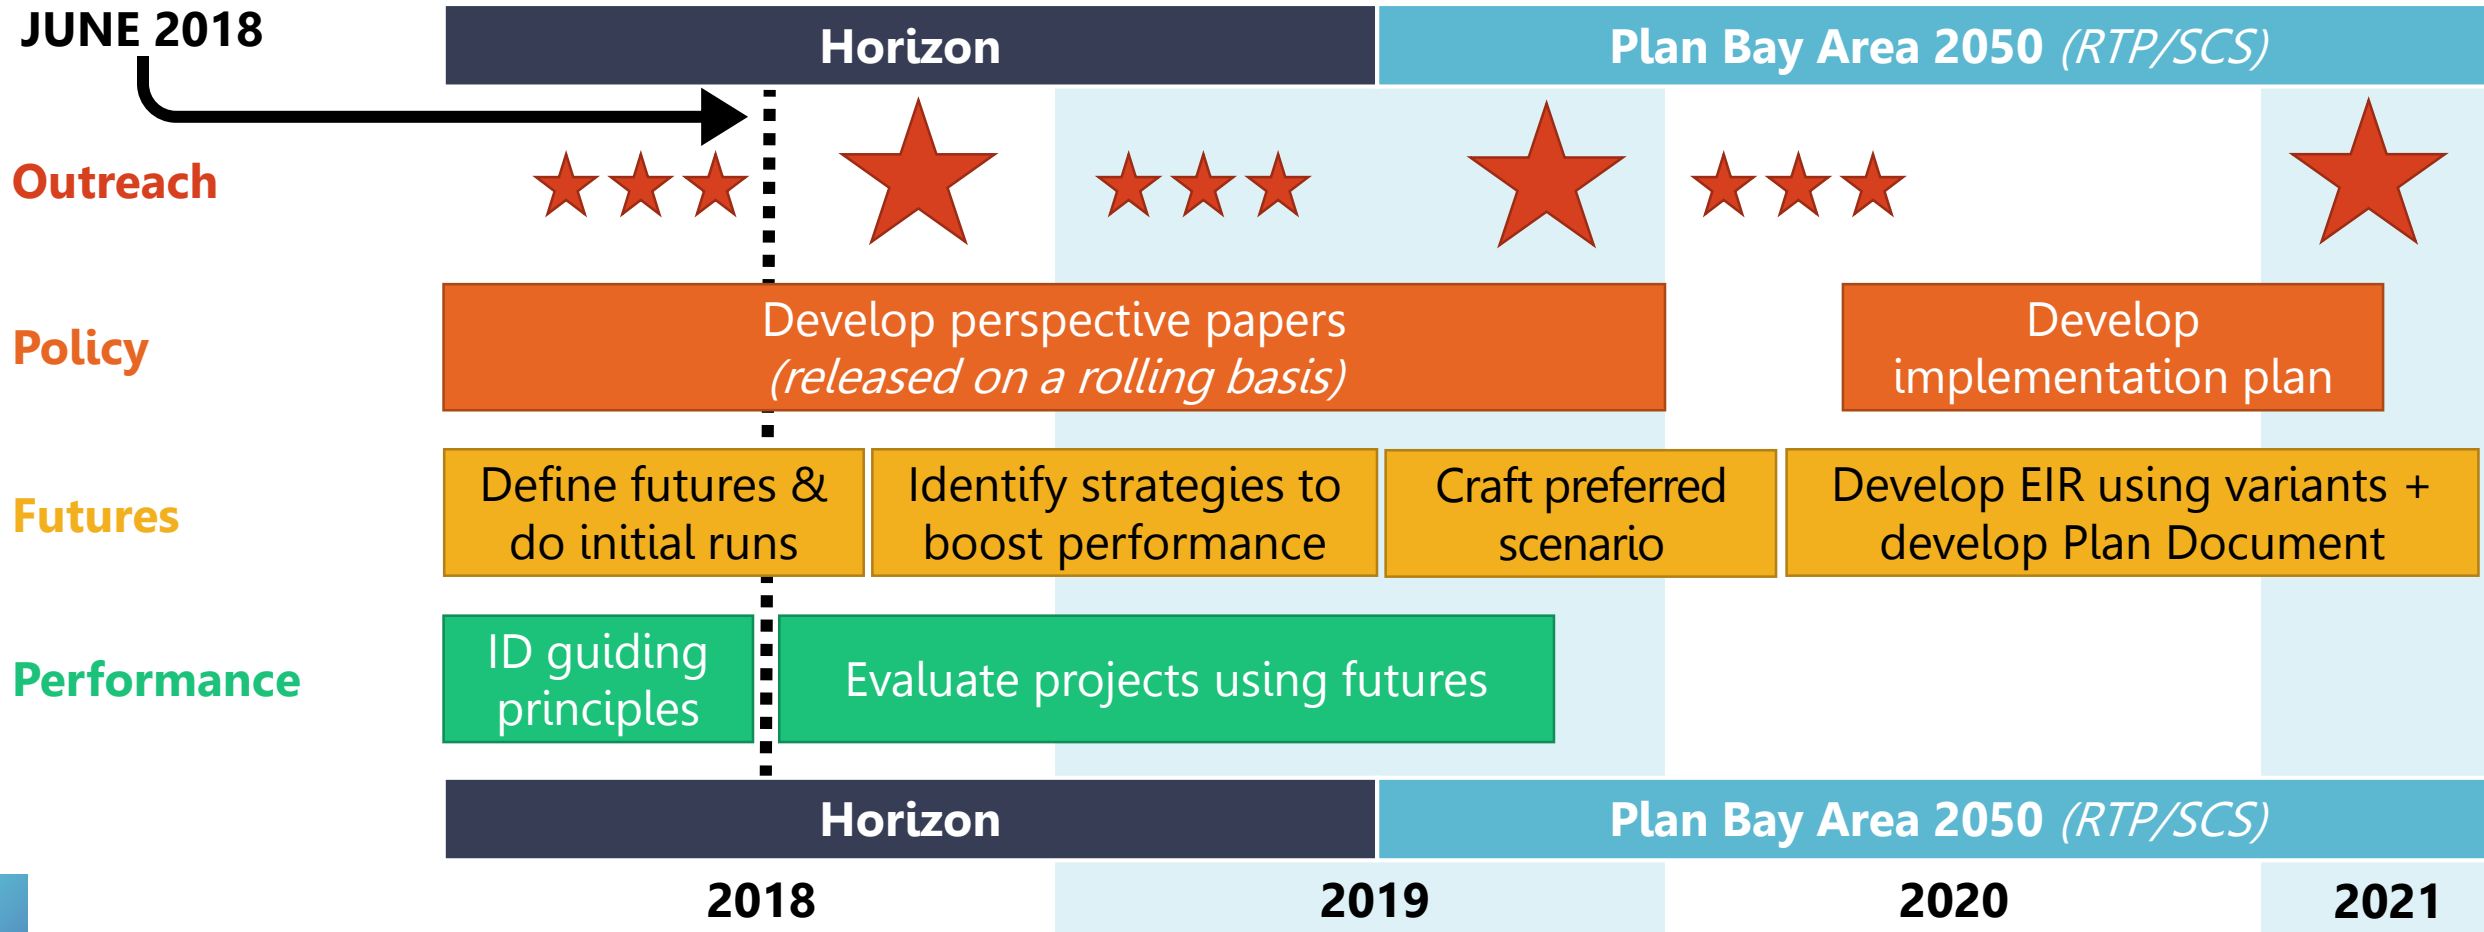 JUNE 2018
Horizon
Plan Bay Area 2050 (RTP/SCS)
Outreach
Policy
Develop perspective papers
(released on a rolling basis)
Develop
implementation plan
Futures
Define futures &
do initial runs
Identify strategies to
boost performance
Craft preferred
scenario
Develop EIR using variants +
develop Plan Document
Performance
ID guiding
principles
Evaluate projects using futures
Horizon
Plan Bay Area 2050 (RTP/SCS)
2018
2019
2020
2021